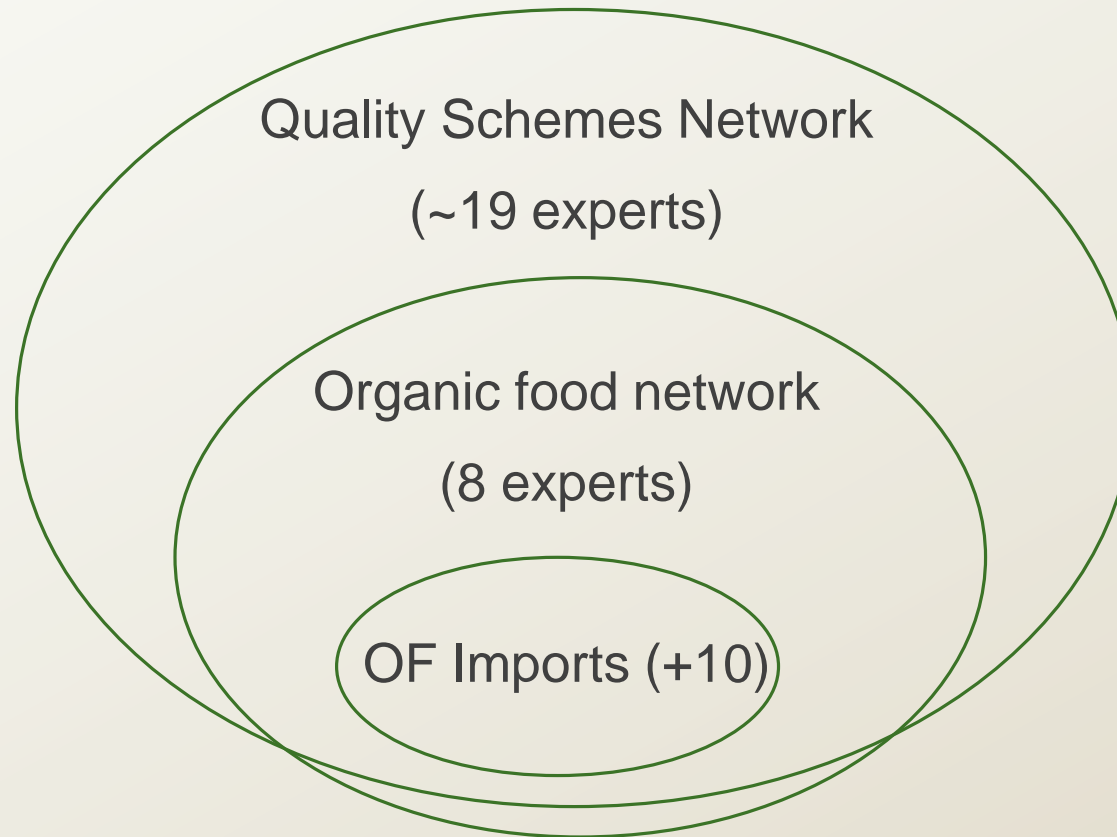 Quality Schemes Network
(~19 experts)
Organic food network
(8 experts)
OF Imports (+10)